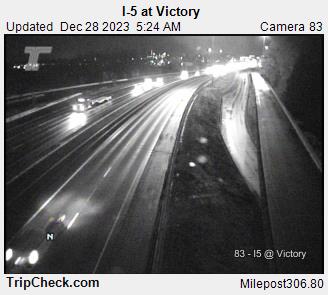 I-5 at Victory
Updated Dec 28 2023 5:24 AM Camera 83
T
N
83 - I5 @ Victory
TripCheck.com Milepost306.80